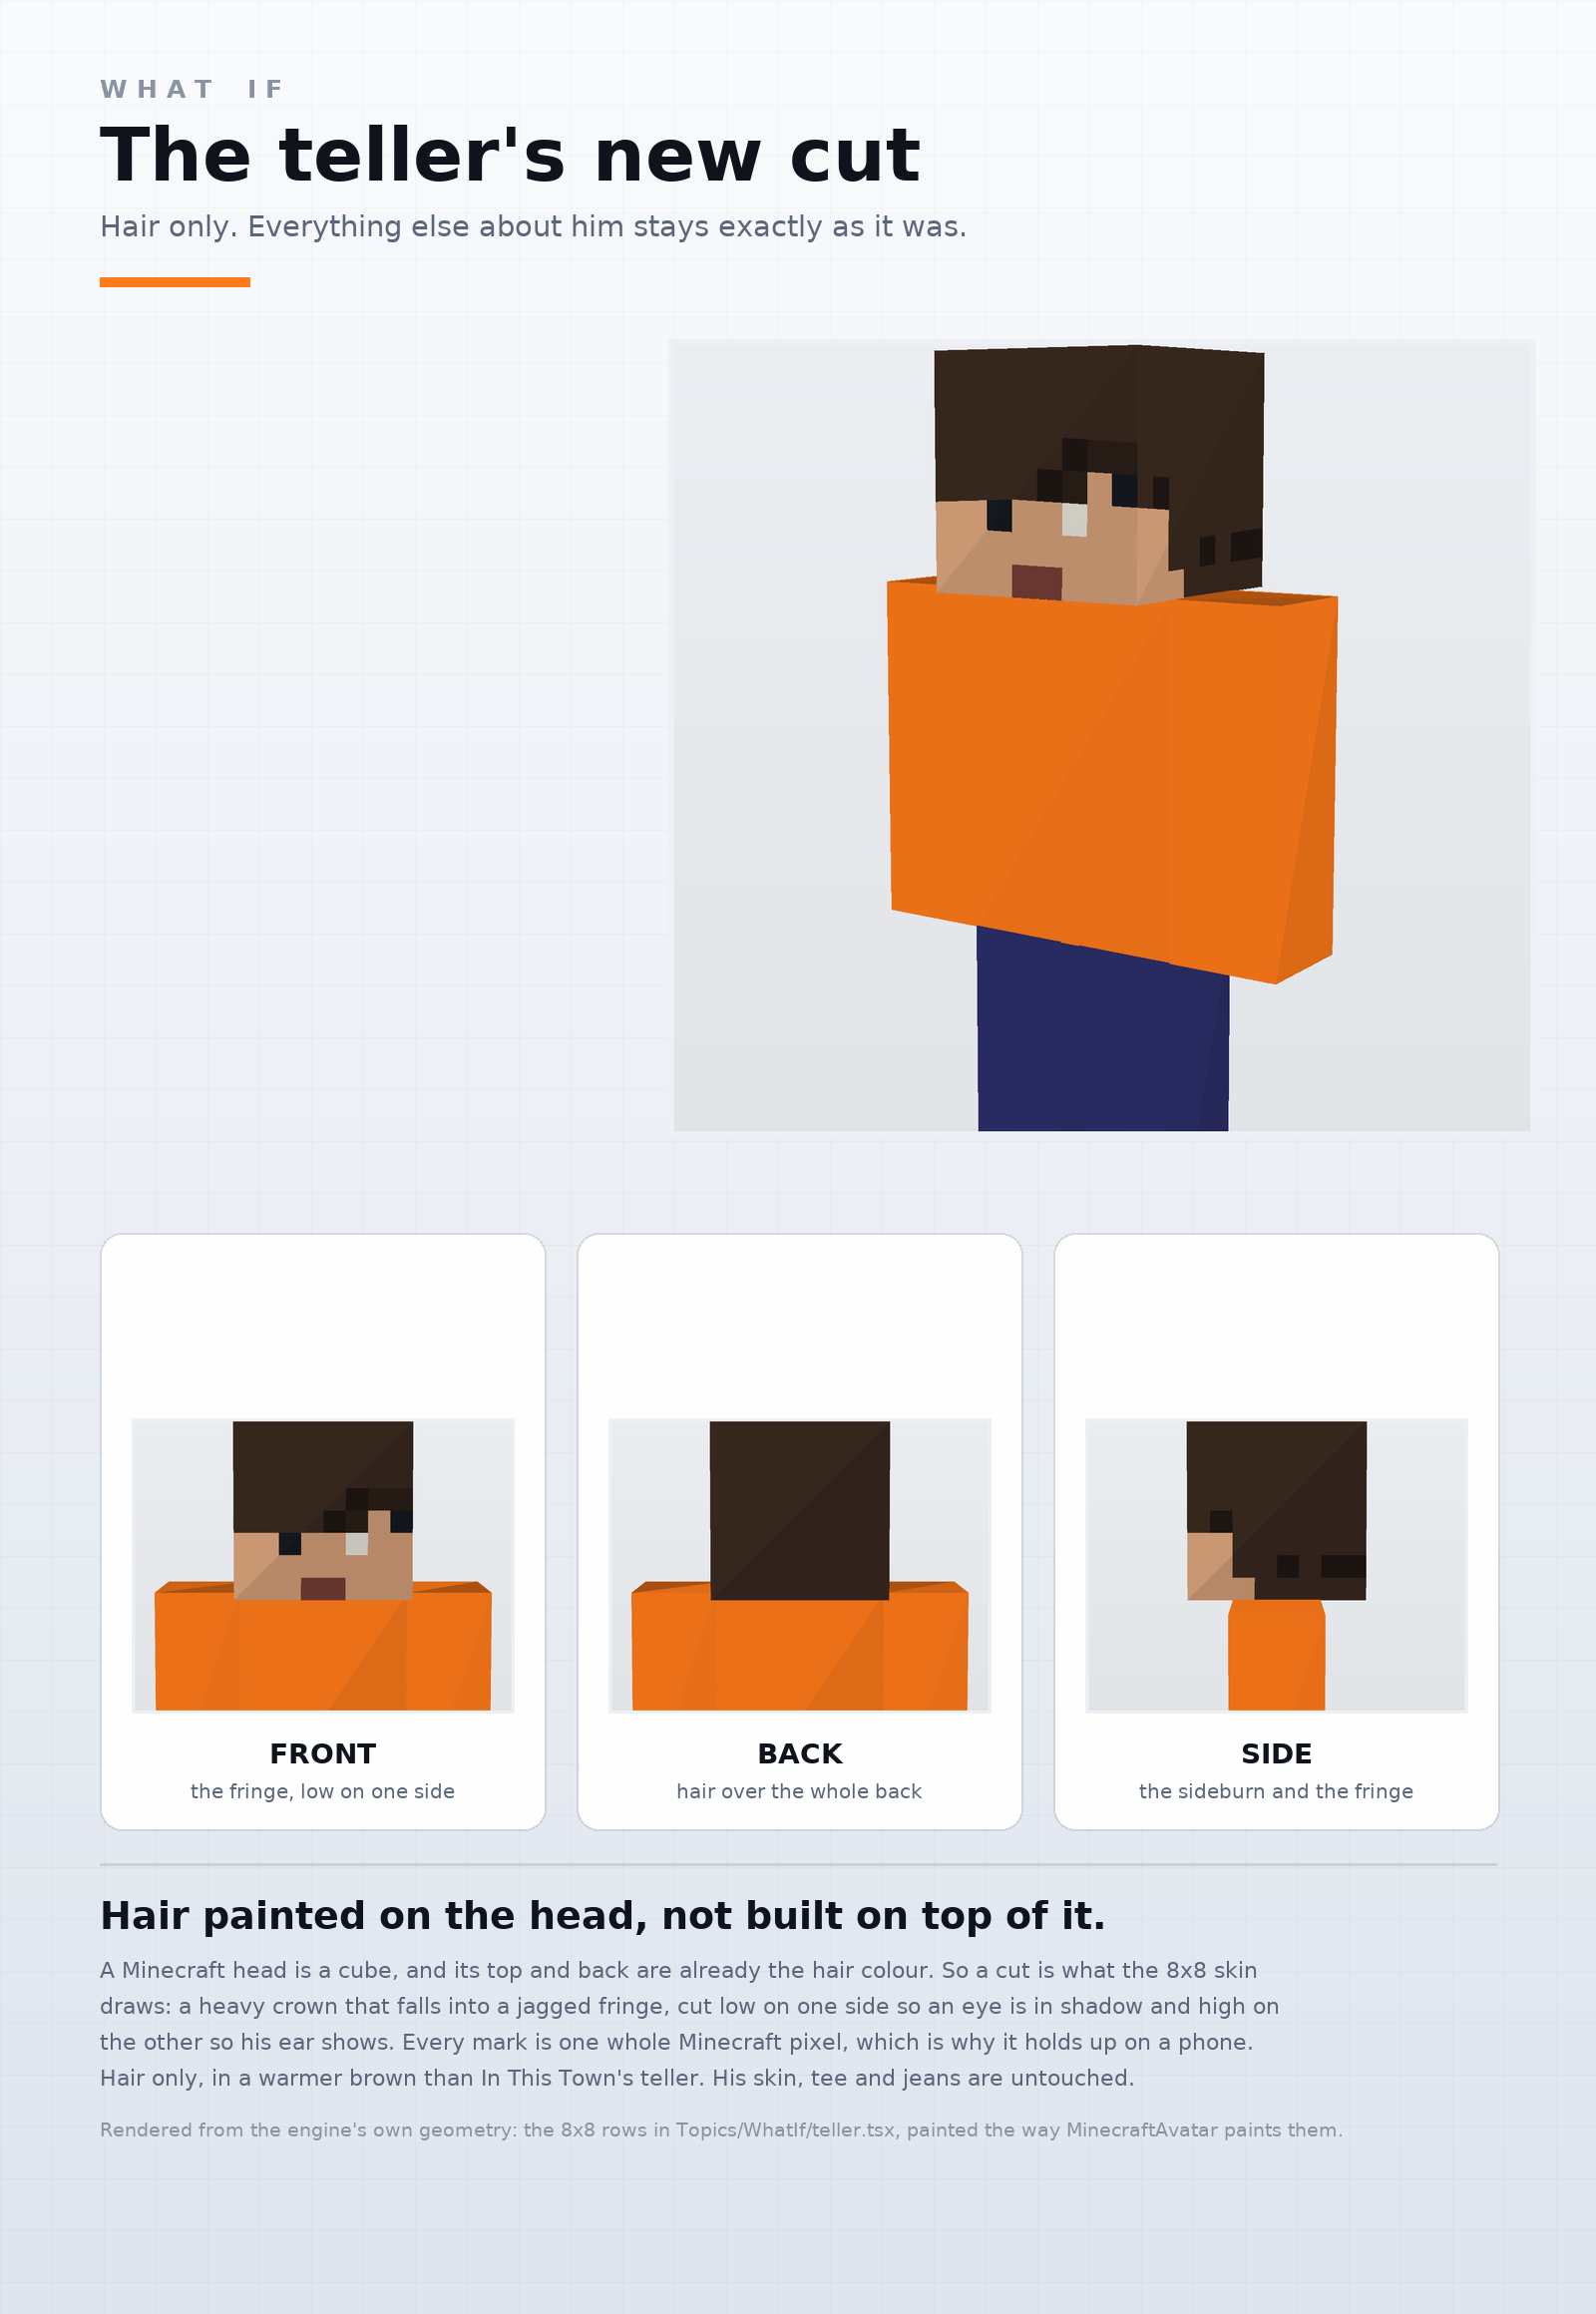 WHAT IF
The teller's new cut
Hair only. Everything else about him stays exactly as it was.
FRONT
the fringe, low on one side
BACK
hair over the whole back
SIDE
the sideburn and the fringe
Hair painted on the head, not built on top of it.
A Minecraft head is a cube, and its top and back are already the hair colour. So a cut is what the 8x8 skin
draws: a heavy crown that falls into a jagged fringe, cut low on one side so an eye is in shadow and high on
the other so his ear shows. Every mark is one whole Minecraft pixel, which is why it holds up on a phone.
Hair only, in a warmer brown than In This Town's teller. His skin, tee and jeans are untouched.
Rendered from the engine's own geometry: the 8x8 rows in Topics/WhatIf/teller.tsx, painted the way MinecraftAvatar paints them.